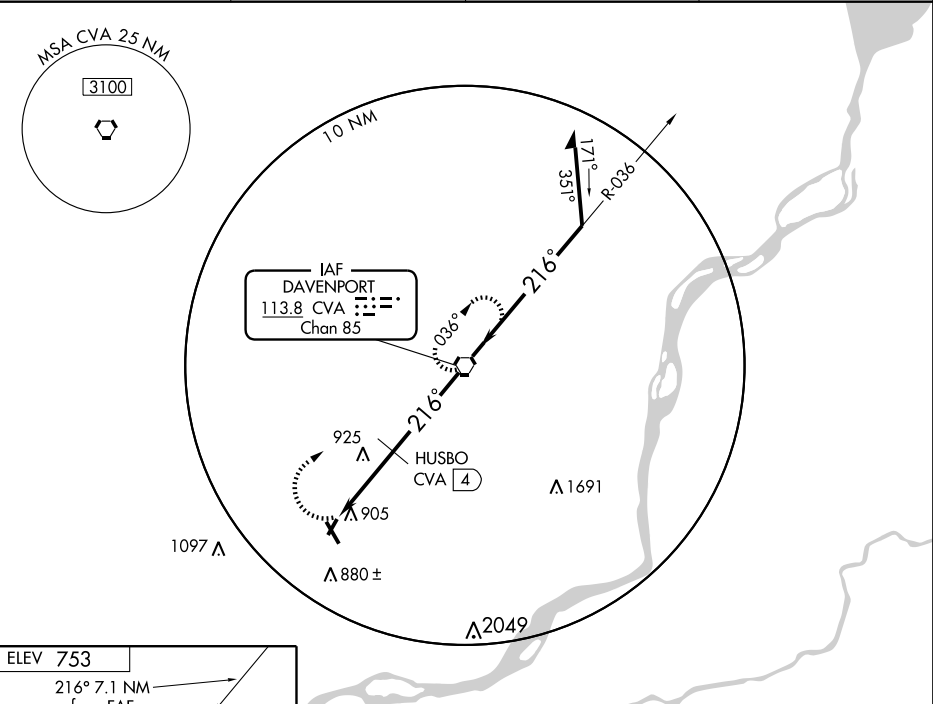 MSA CVA 25 NM
3100
10 NM
171°
351°
R-036
216°
IAF
DAVENPORT
113.8 CVA
Chan 85
036°
216°
925
HUSBO
CVA 4
1691
905
1097
880 ±
2049
ELEV 753
216° 7.1 NM